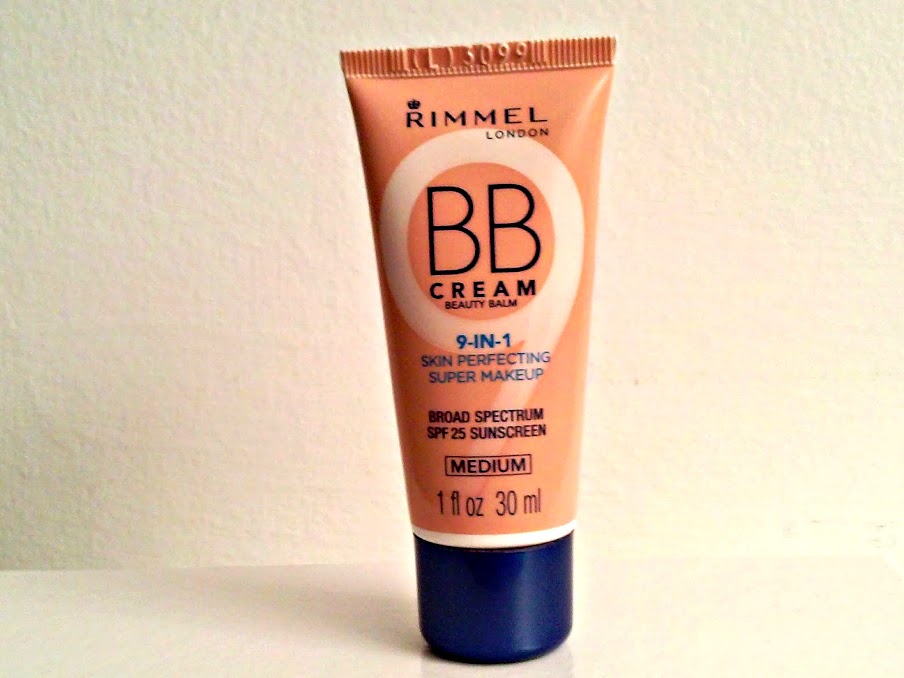 (L)5099
RIMMEL
LONDON
BB
CREAM
BEAUTY BALM
9-IN-1
SKIN PERFECTING
SUPER MAKEUP
BROAD SPECTRUM
SPF 25 SUNSCREEN
MEDIUM
1 fl oz 30 ml